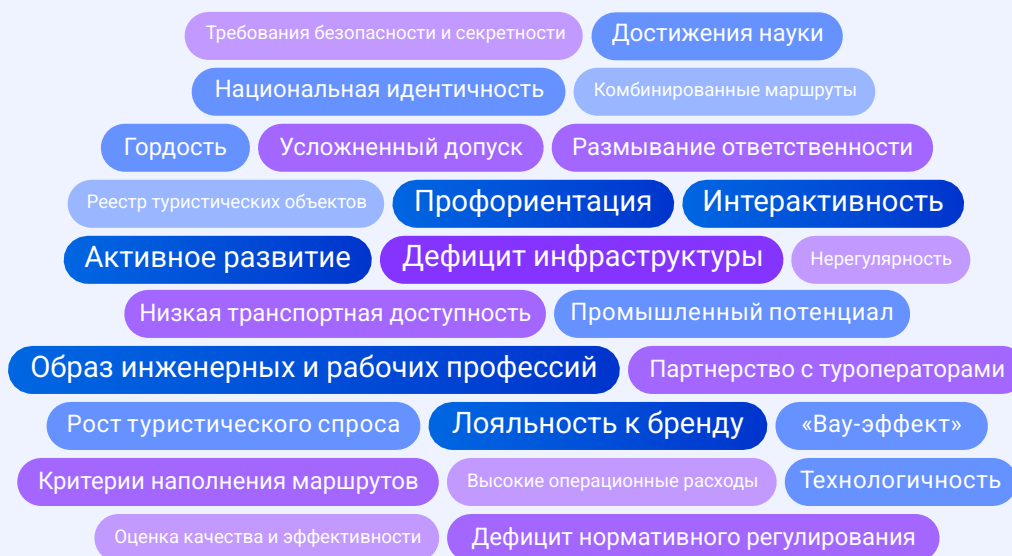 Требования безопасности и секретности Достижения науки
Национальная идентичность Комбинированные маршруты
Гордость Усложненный допуск Размывание ответственности
Реестр туристических объектов Профориентация Интерактивность
Активное развитие Дефицит инфраструктуры Нерегулярность
Низкая транспортная доступность Промышленный потенциал
Образ инженерных и рабочих профессий Партнерство с туроператорами
Рост туристического спроса Лояльность к бренду «Вау-эффект»
Критерии наполнения маршрутов Высокие операционные расходы Технологичность
Оценка качества и эффективности Дефицит нормативного регулирования